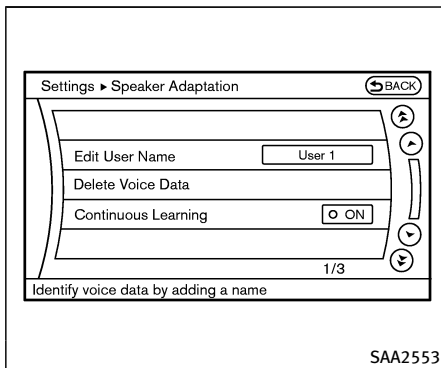 Settings ▸ Speaker Adaptation
BACK
Edit User Name
User 1
Delete Voice Data
Continuous Learning
ON
1/3
Identify voice data by adding a name
SAA2553